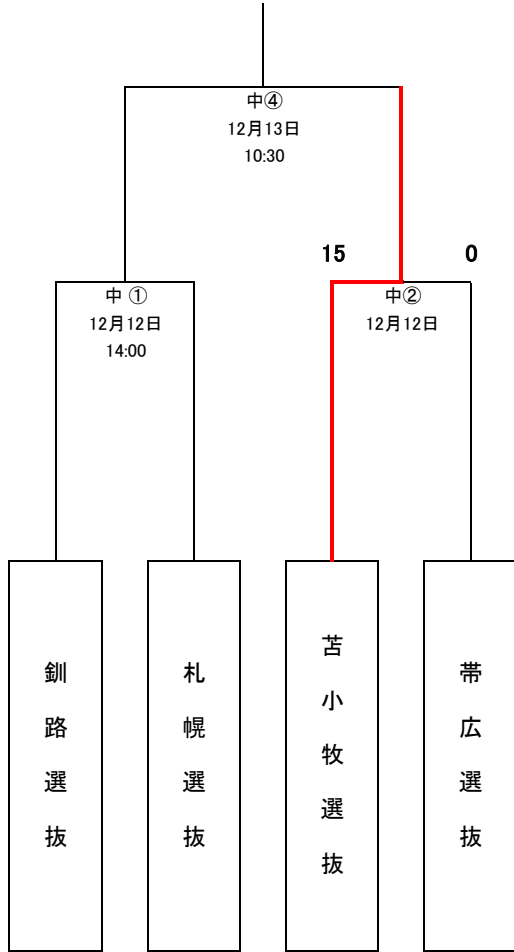 中④
12月13日
10:30
15
0
中 ①
12月12日
14:00
中②
12月12日
釧路選抜
札幌選抜
苫小牧選抜
帯広選抜